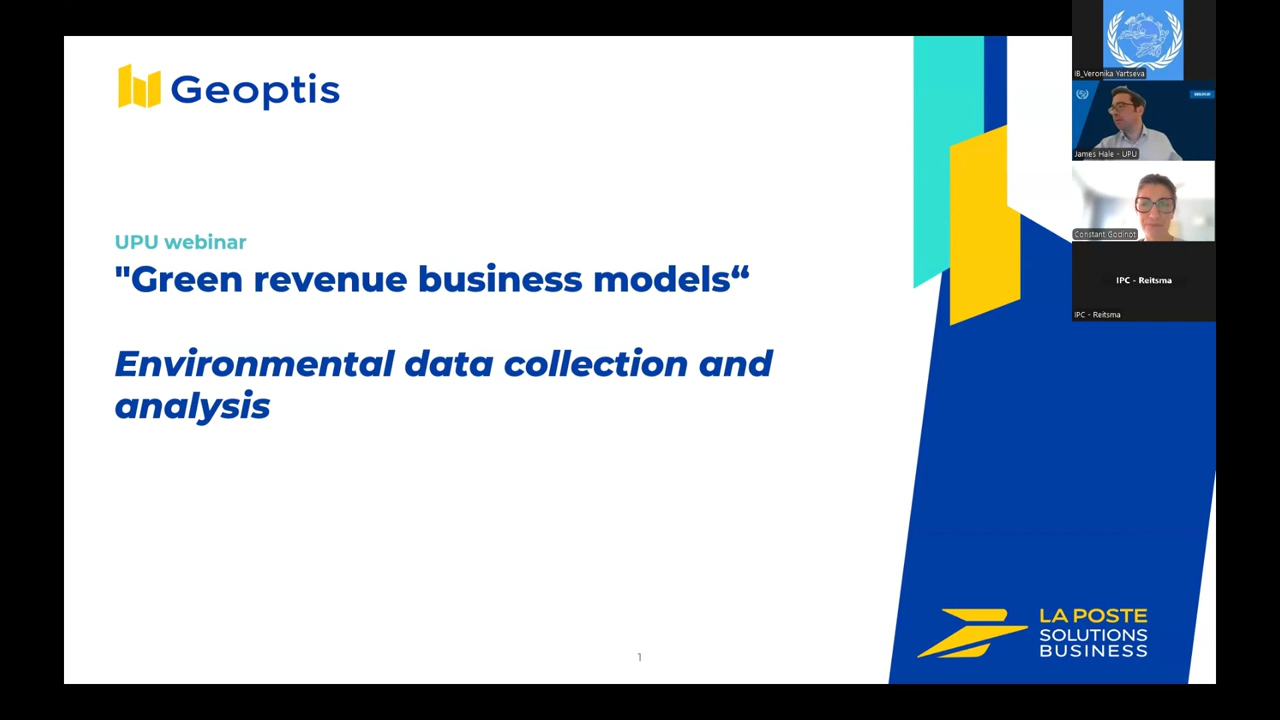 Geoptis
UPU webinar
"Green revenue business models“
Environmental data collection and
analysis
1
LA POSTE
SOLUTIONS
BUSINESS
IB_Veronika Yartseva
James Hale - UPU
Constant Godinot
IPC - Reitsma
IPC - Reitsma